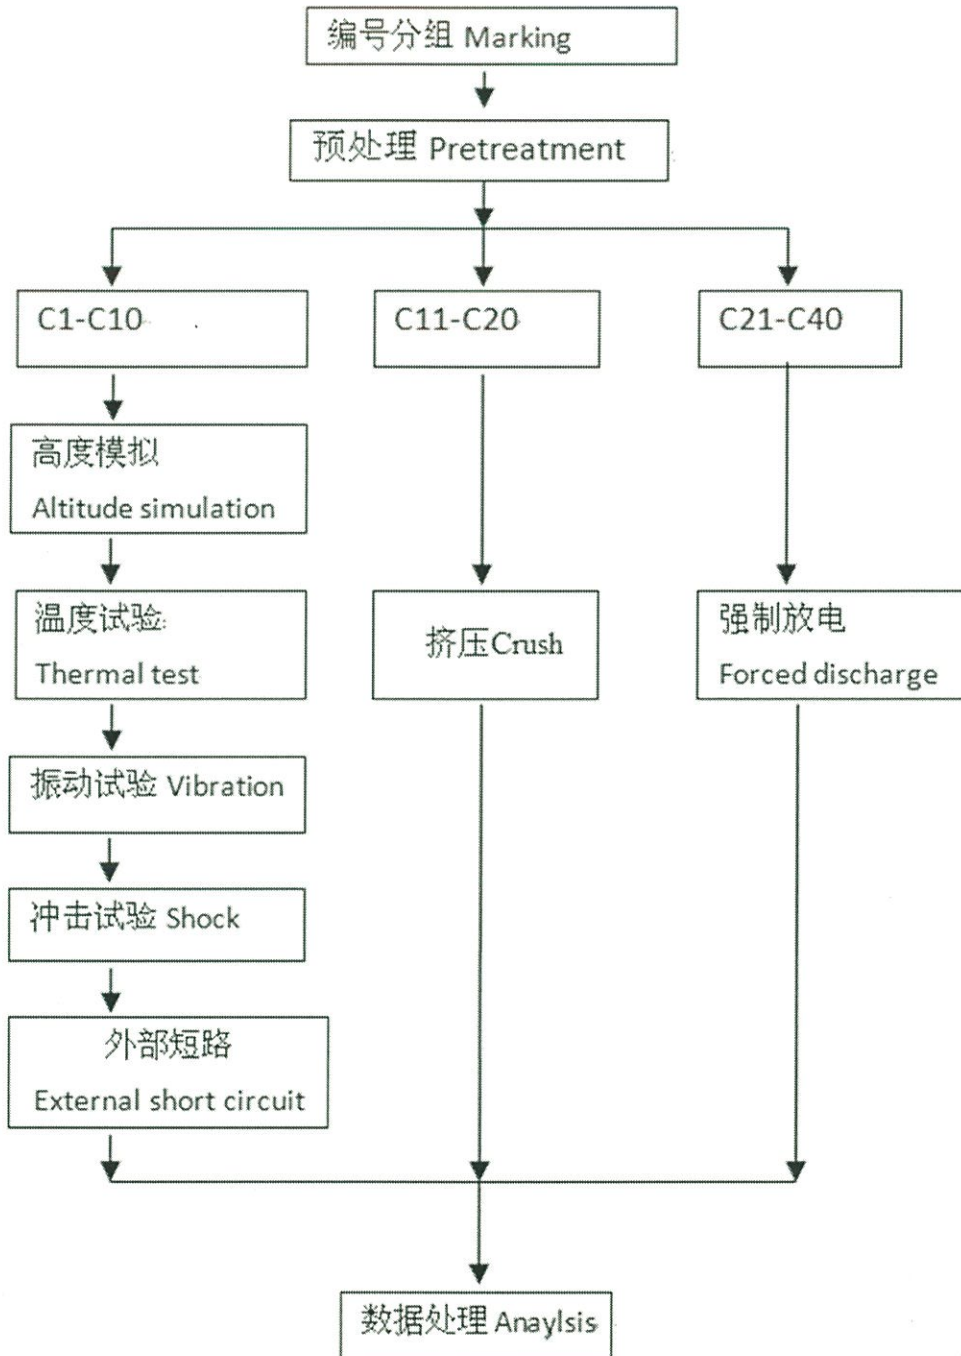 编号分组 Marking
预处理 Pretreatment
C1-C10
C11-C20
C21-C40
高度模拟
Altitude simulation
温度试验
Thermal test
挤压Crush
强制放电
Forced discharge
振动试验 Vibration
冲击试验 Shock
外部短路
External short circuit
数据处理 Anaylsis